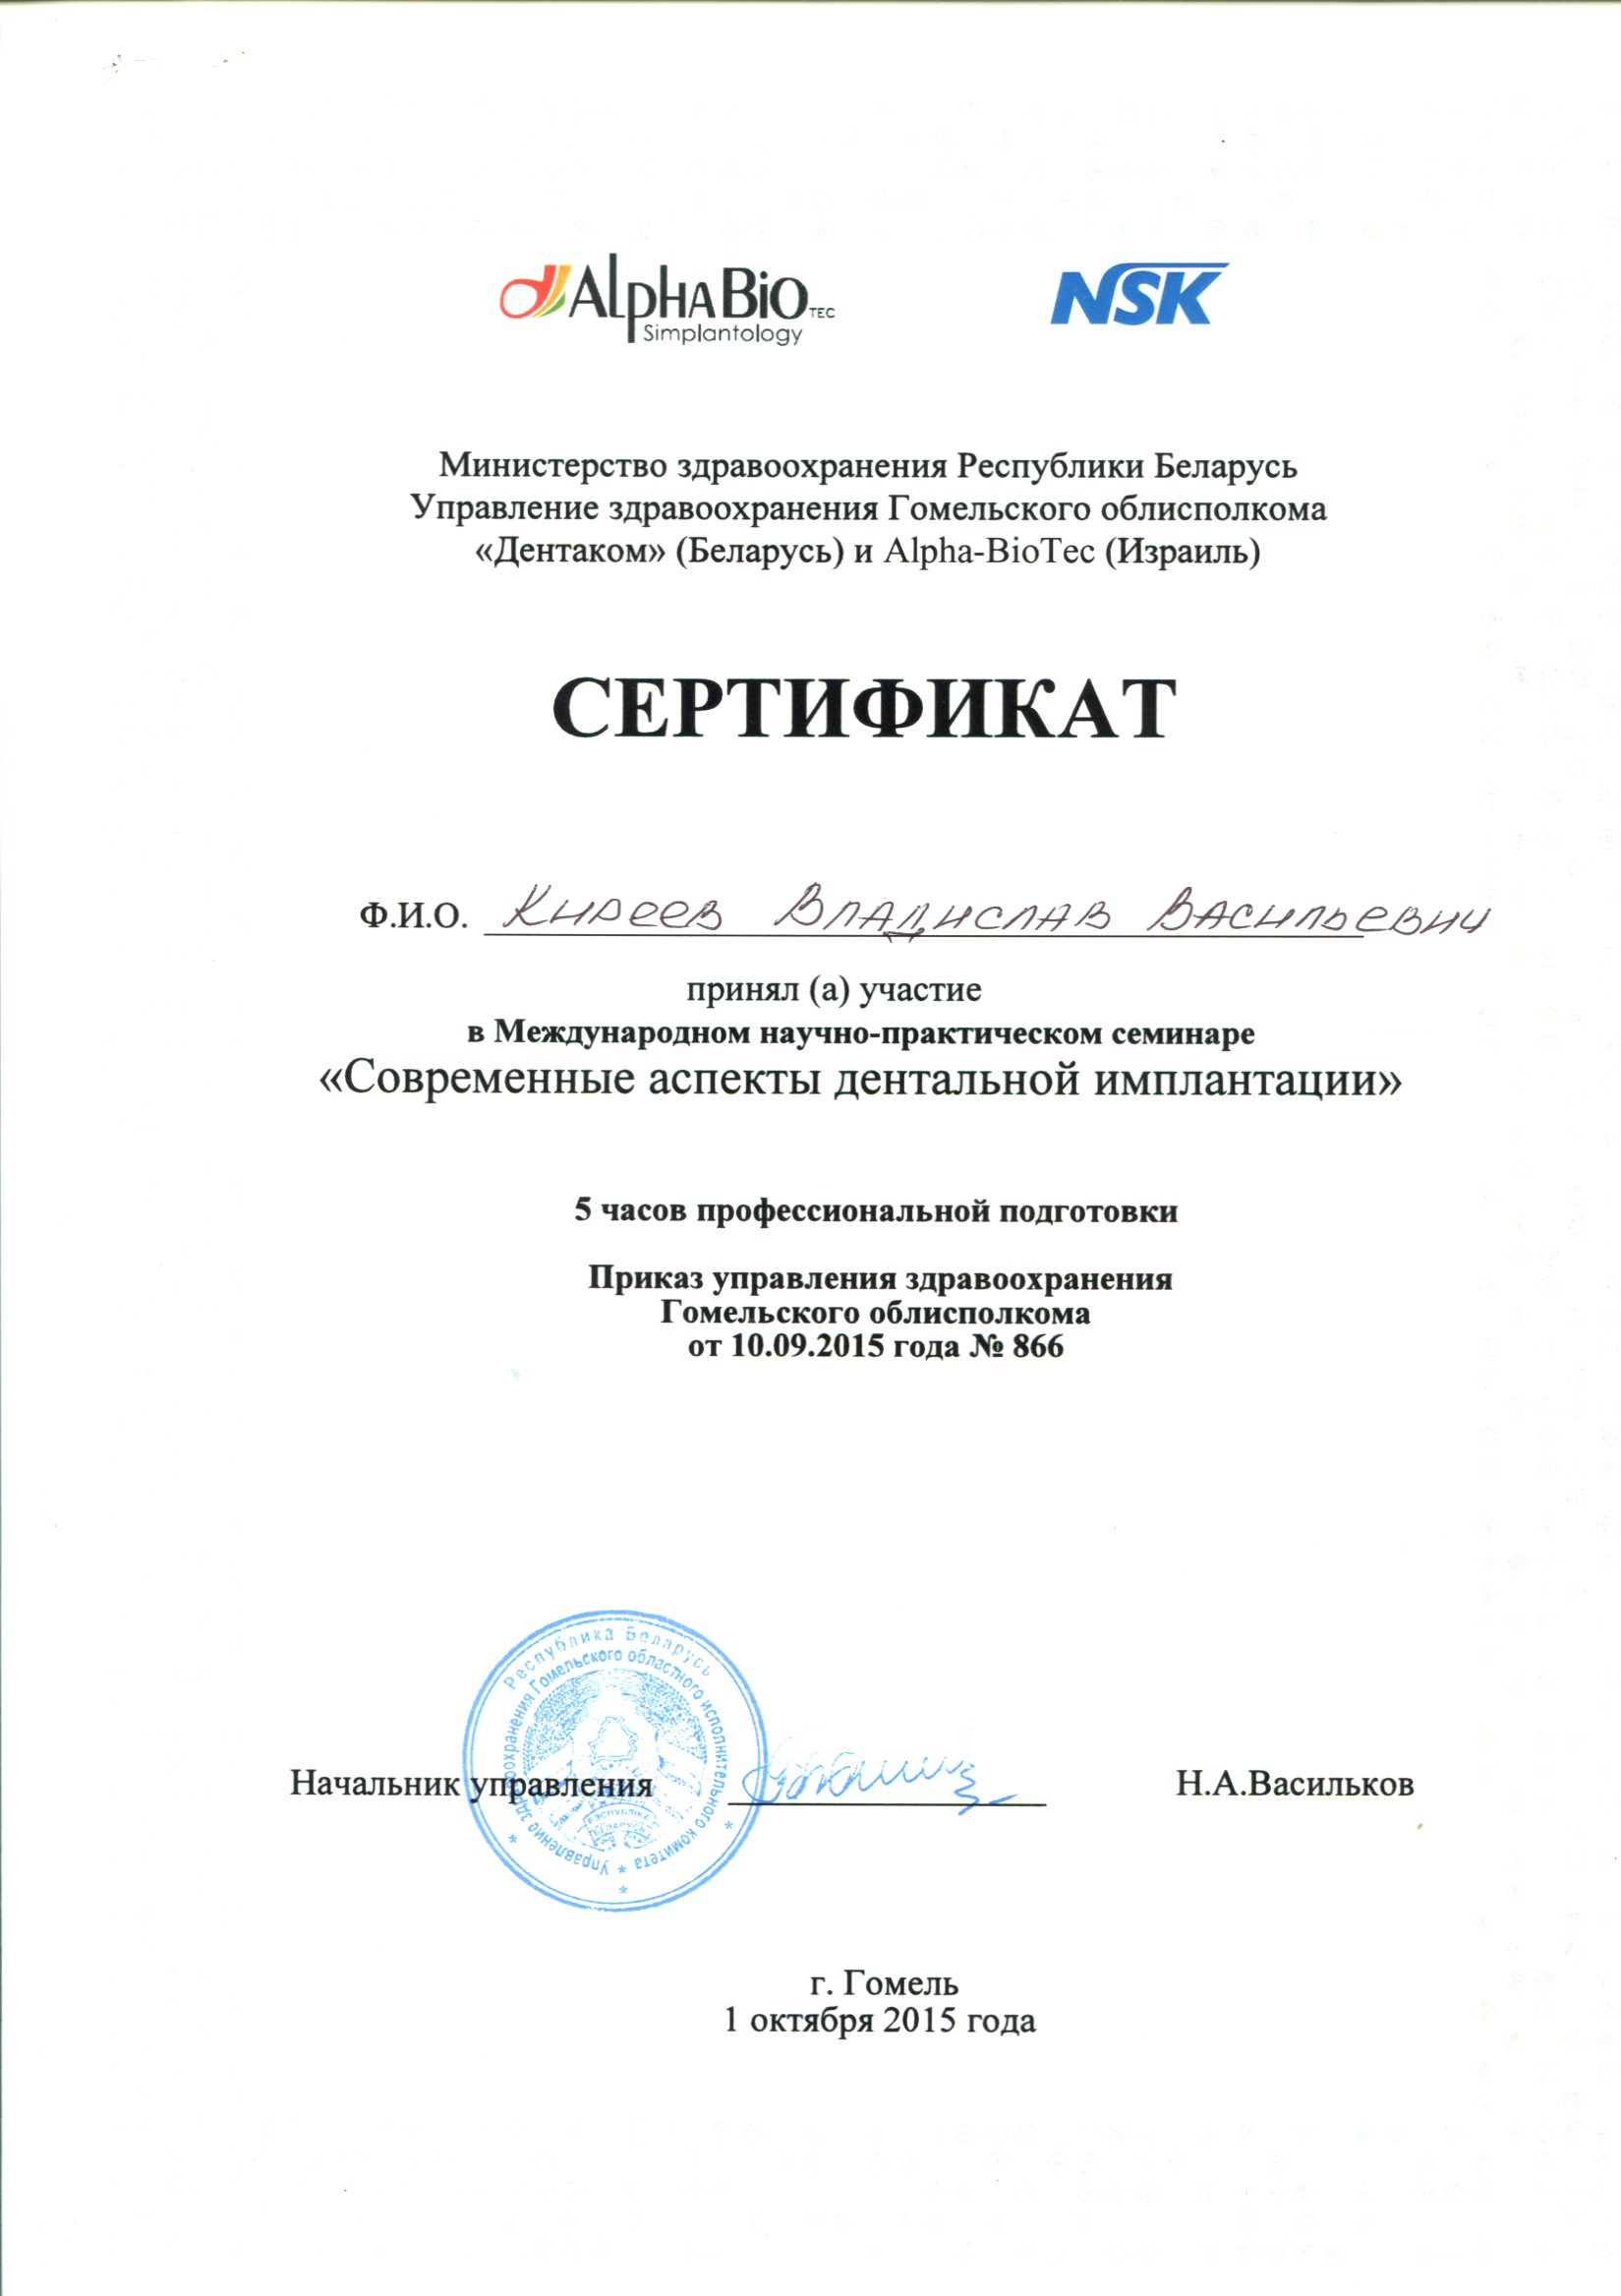 AlphaBio TEC
Simplantology
NSK
Министерство здравоохранения Республики Беларусь
Управление здравоохранения Гомельского облисполкома
«Дентаком» (Беларусь) и Alpha-BioTec (Израиль)
СЕРТИФИКАТ
Ф.И.О. Киреев Владислав Васильевич
принял (а) участие
в Международном научно-практическом семинаре
«Современные аспекты дентальной имплантации»
5 часов профессиональной подготовки
Приказ управления здравоохранения
Гомельского облисполкома
от 10.09.2015 года № 866
Республика Беларусь
* Управление здравоохранения Гомельского областного исполнительного комитета *
РЭСПУБЛІКА
БЕЛАРУСЬ
Начальник управления Н.А.Васильков
г. Гомель
1 октября 2015 года